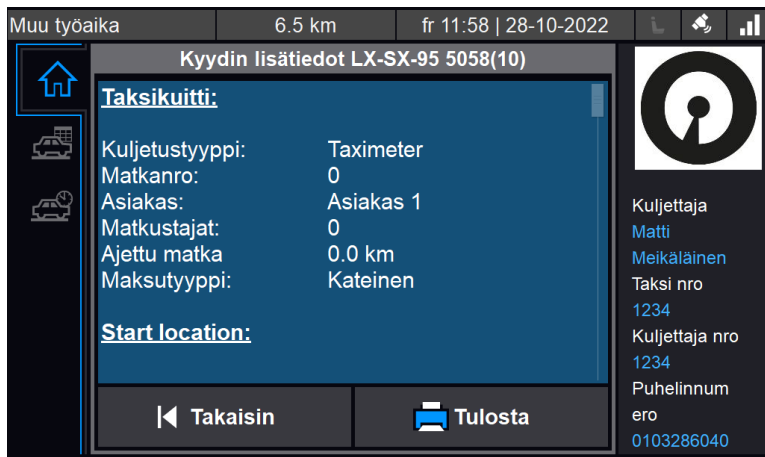 Muu työaika 6.5 km fr 11:58 | 28-10-2022
Kyydin lisätiedot LX-SX-95 5058(10)
Taksikuitti:
Kuljetustyyppi: Taximeter
Matkanro: 0
Asiakas: Asiakas 1
Matkustajat: 0
Ajettu matka 0.0 km
Maksutyyppi: Kateinen
Start location:
Takaisin
Tulosta
Kuljettaja
Matti
Meikäläinen
Taksi nro
1234
Kuljettaja nro
1234
Puhelinnum
ero
0103286040